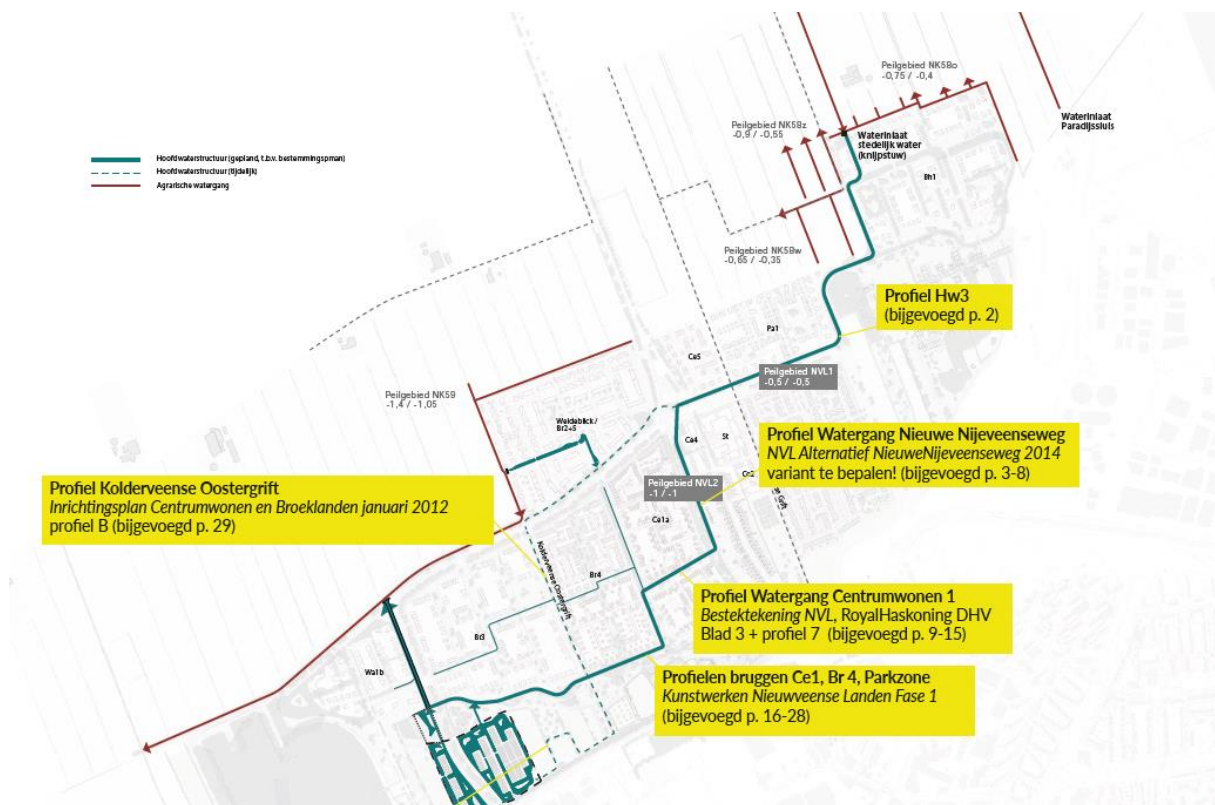 Hoofdwaterstructuur (gepland, t.b.v. bestemmingspman)
Hoofdwaterstructuur (tijdelijk)
Agrarische watergang
Peilgebied NK58o
-0,75 / -0,4
Peilgebied NK58z
-0,9 / -0,55
Waterinlaat
Paradijssluis
Waterinlaat
stedelijk water
(knijpstuw)
Bh1
Peilgebied NK58w
-0,65 / -0,35
Profiel Hw3
(bijgevoegd p. 2)
Pa1
Ce5
Peilgebied NVL1
-0,5 / -0,5
Peilgebied NK59
-1,4 / -1,05
Weideblick /
Br2+5
Ce4
St
Profiel Watergang Nieuwe Nijeveenseweg
NVL Alternatief NieuweNijeveenseweg 2014
variant te bepalen! (bijgevoegd p. 3-8)
Peilgebied NVL2
-1 / -1
Profiel Kolderveense Oostergrift
Inrichtingsplan Centrumwonen en Broeklanden januari 2012
profiel B (bijgevoegd p. 29)
Ce1a
Kolderveense Oostergrift
Br4
Br3
Profiel Watergang Centrumwonen 1
Bestektekening NVL, RoyalHaskoning DHV
Blad 3 + profiel 7 (bijgevoegd p. 9-15)
Wa1b
Profielen bruggen Ce1, Br 4, Parkzone
Kunstwerken Nieuwveense Landen Fase 1
(bijgevoegd p. 16-28)